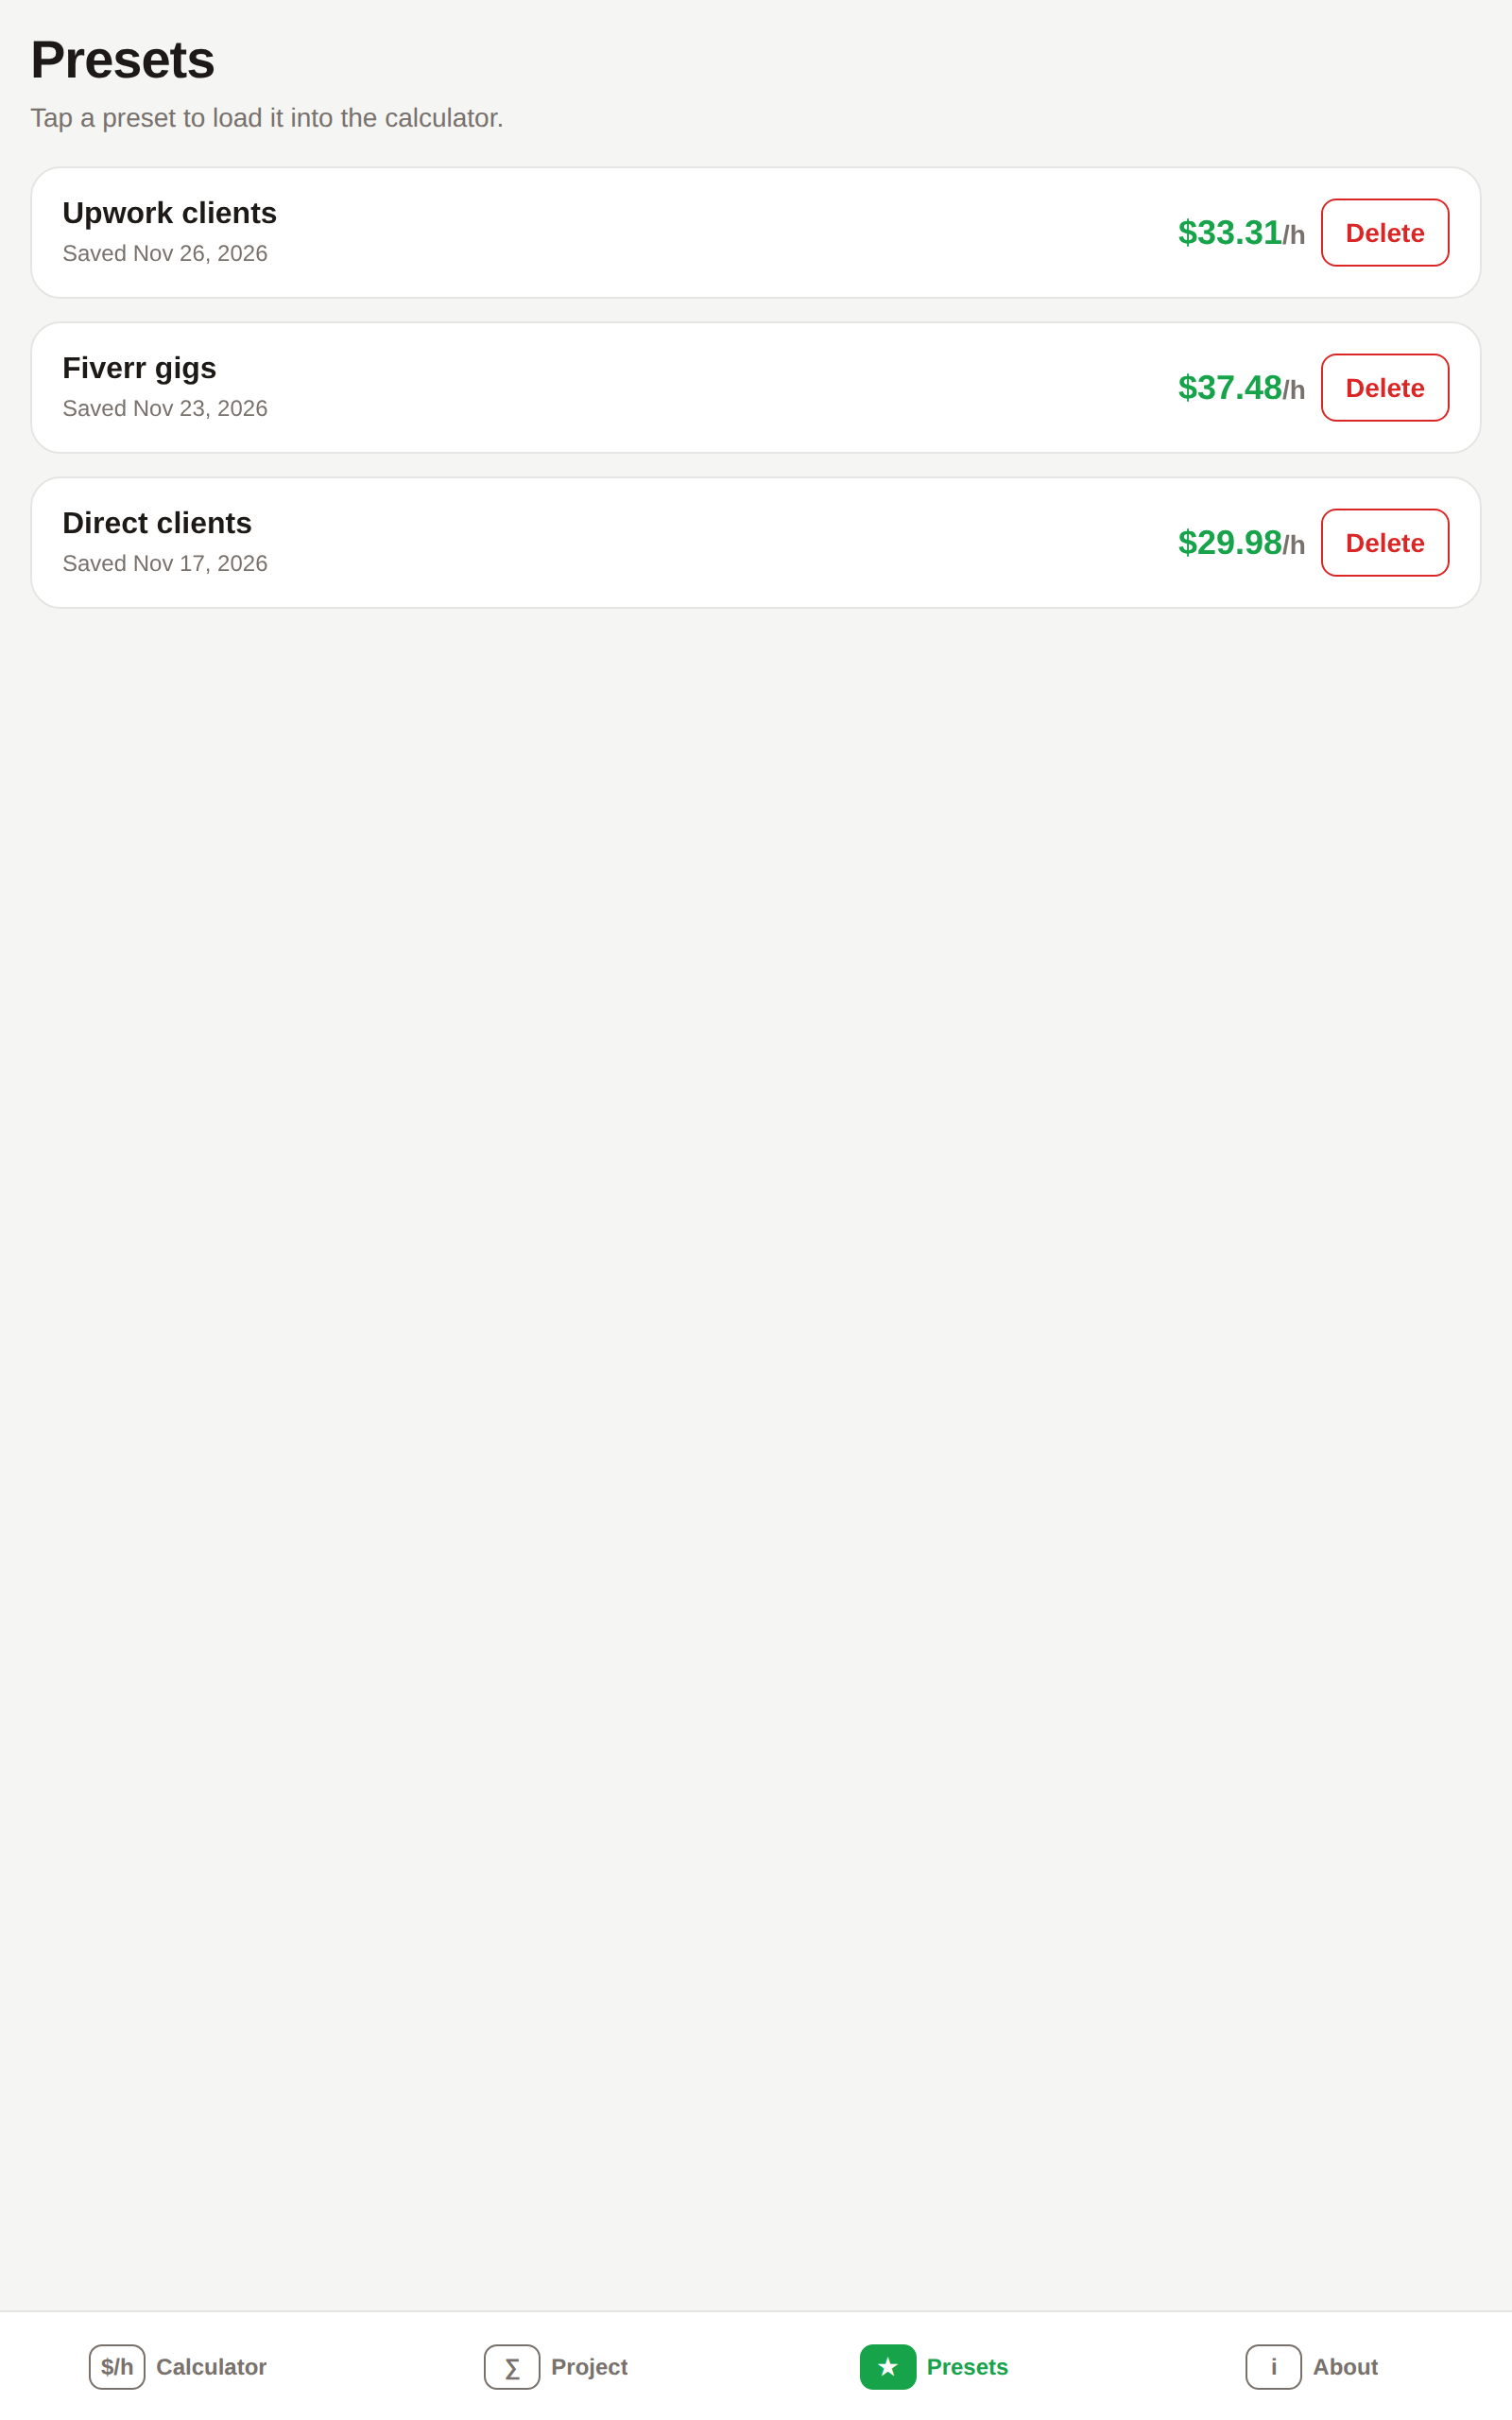 Presets
Tap a preset to load it into the calculator.
Upwork clients
Saved Nov 26, 2026
$33.31/h
Delete
Fiverr gigs
Saved Nov 23, 2026
$37.48/h
Delete
Direct clients
Saved Nov 17, 2026
$29.98/h
Delete
$/h Calculator
∑ Project
★ Presets
i About